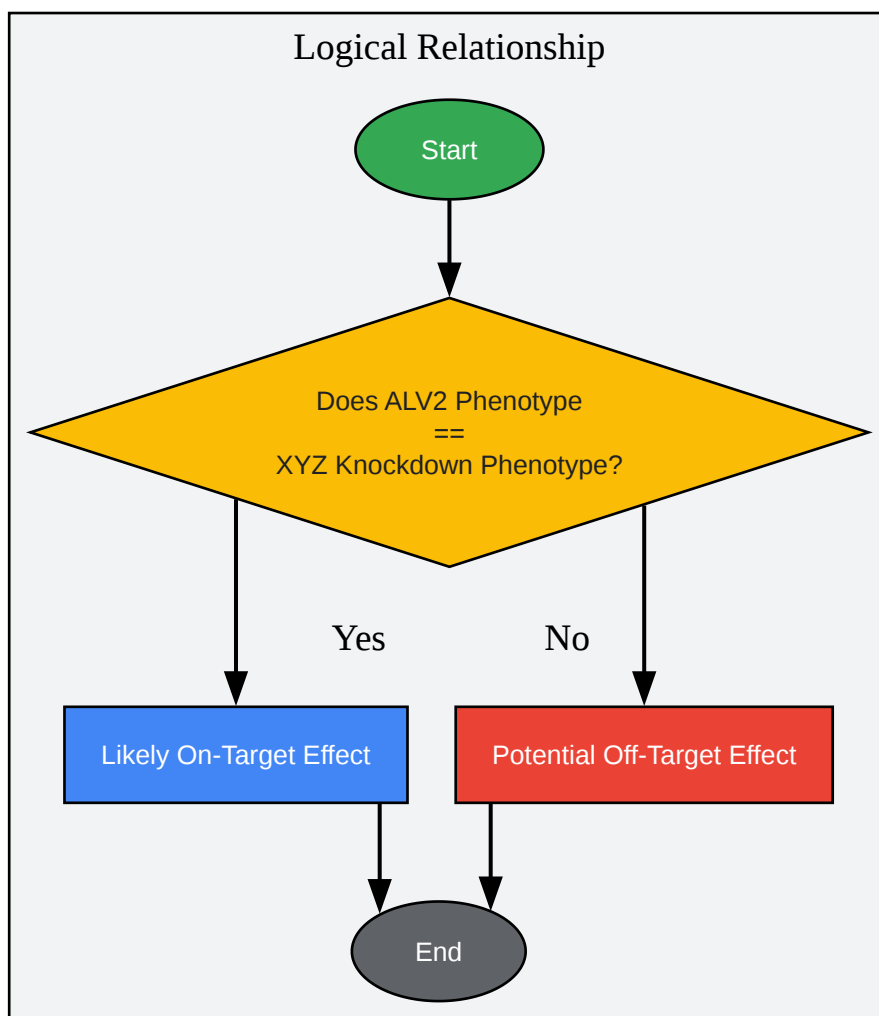 Logical Relationship
Start
Does ALV2 Phenotype
==
XYZ Knockdown Phenotype?
Yes
No
Likely On-Target Effect
Potential Off-Target Effect
End